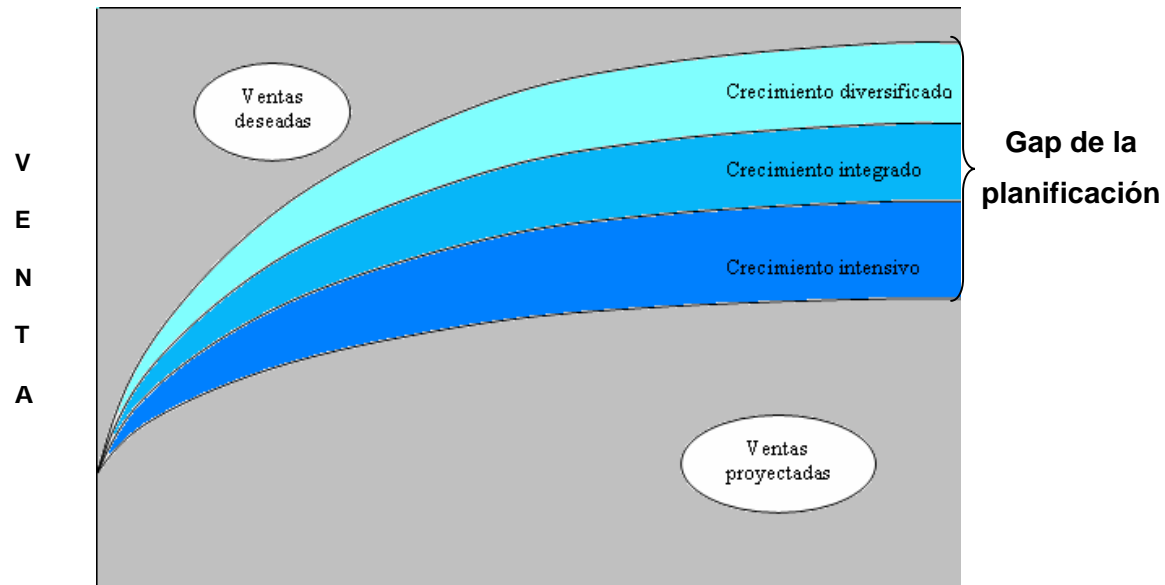 Ventas
deseadas
Crecimiento diversificado
Crecimiento integrado
Crecimiento intensivo
Gap de la
planificación
V
E
N
T
A
Ventas
proyectadas